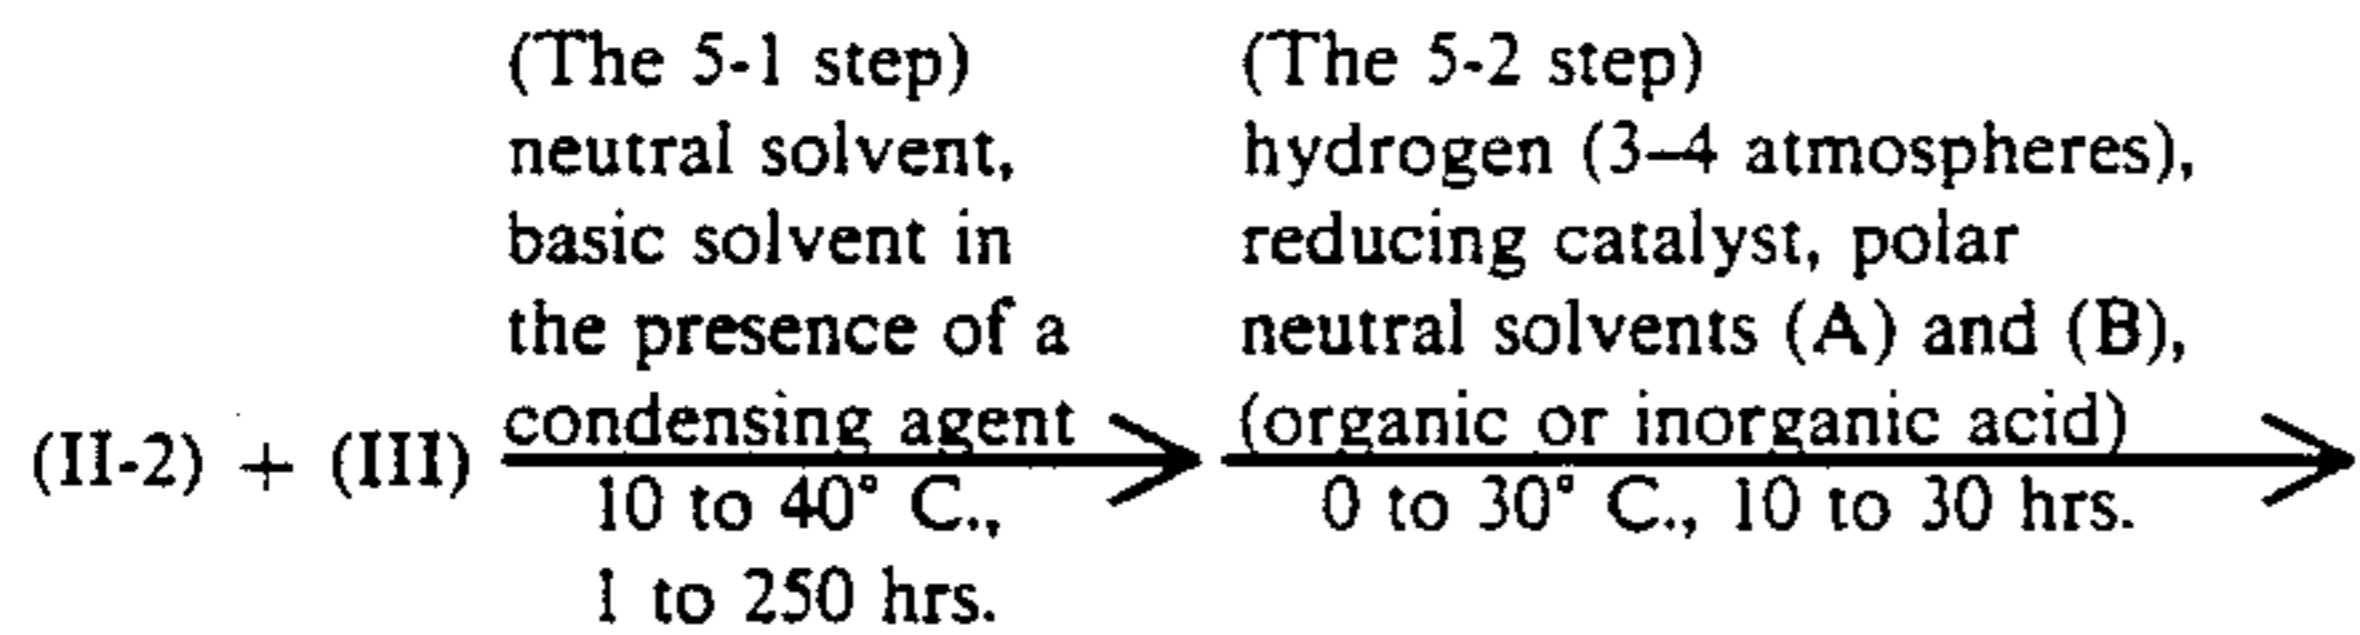 (The 5-1 step)
neutral solvent,
basic solvent in
the presence of a
condensing agent
10 to 40° C.,
1 to 250 hrs.
(The 5-2 step)
hydrogen (3–4 atmospheres),
reducing catalyst, polar
neutral solvents (A) and (B),
(organic or inorganic acid)
0 to 30° C., 10 to 30 hrs.
(II-2) + (III)